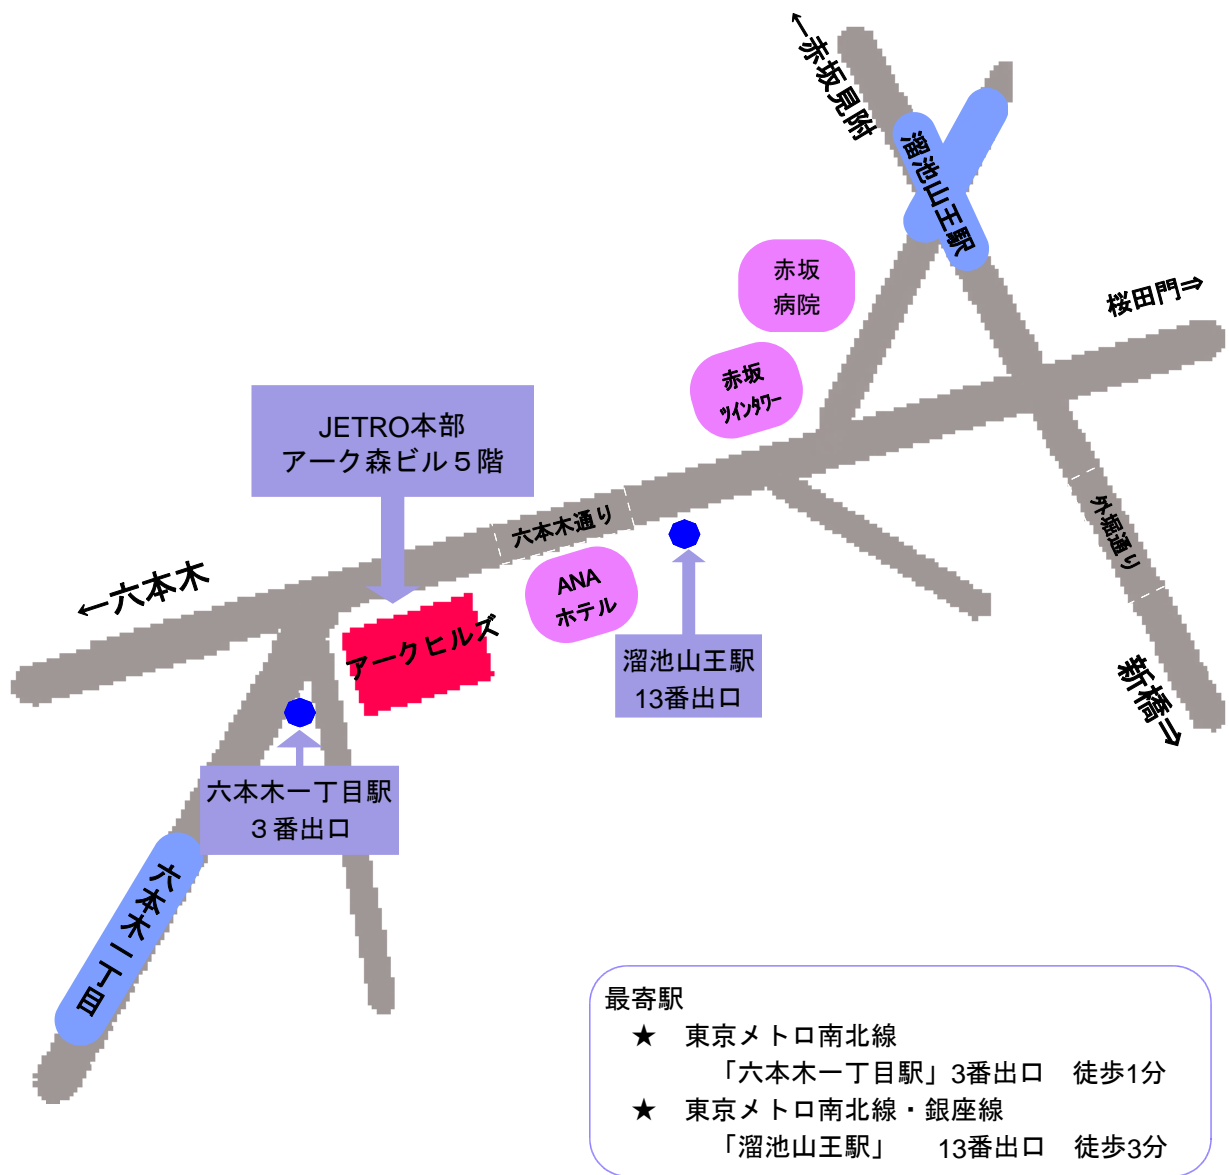 ←赤坂見附
溜池山王駅
赤坂
病院
桜田門⇒
赤坂
ﾂｲﾝﾀﾜｰ
JETRO本部
アーク森ビル５階
六本木通り
外堀通り
←六本木
ANA
ホテル
アークヒルズ
溜池山王駅
13番出口
新橋⇒
六本木一丁目駅
３番出口
六本木一丁目
最寄駅
★　東京メトロ南北線
「六本木一丁目駅」3番出口　徒歩1分
★　東京メトロ南北線・銀座線
「溜池山王駅」　13番出口　徒歩3分